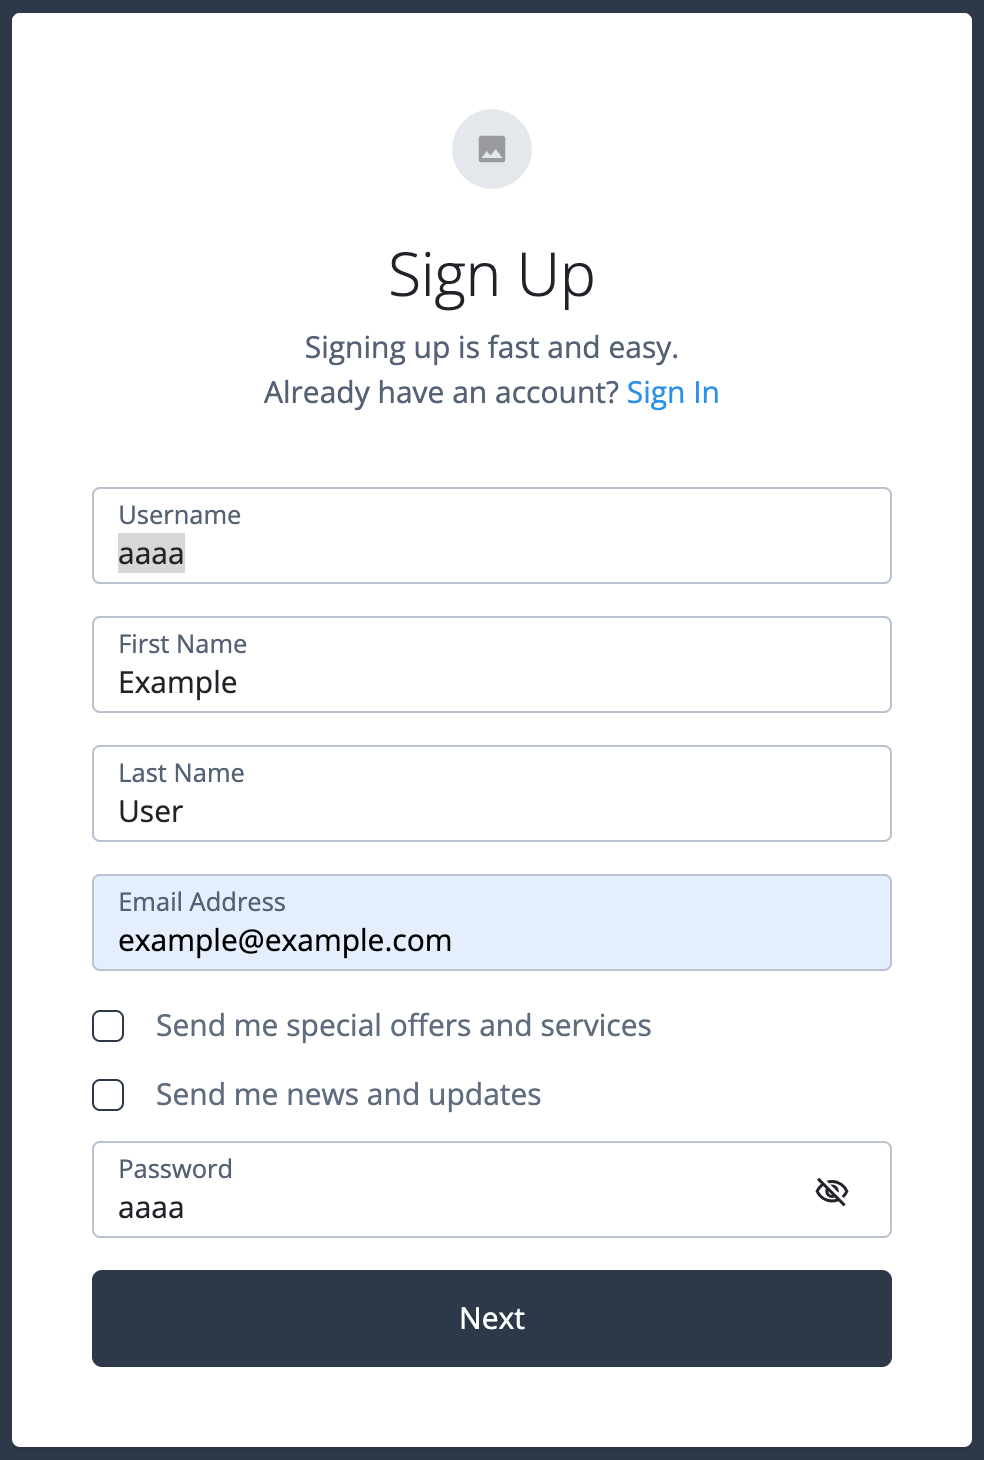 Sign Up
Signing up is fast and easy.
Already have an account? Sign In
Username
aaaa
First Name
Example
Last Name
User
Email Address
example@example.com
Send me special offers and services
Send me news and updates
Password
aaaa
Next